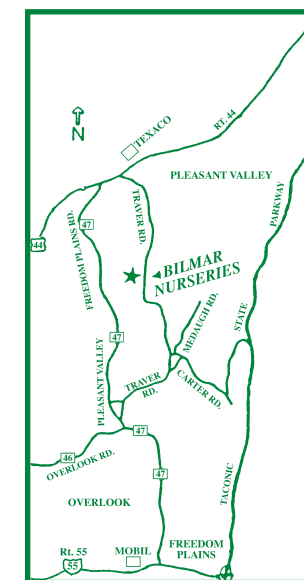 N
TEXACO
RT. 44
PLEASANT VALLEY
PARKWAY
47
FREEDOM PLAINS RD.
TRAVER RD.
44
BILMAR
NURSERIES
MEDAUGH RD.
STATE
47
PLEASANT VALLEY
TRAVER
RD.
CARTER RD.
47
46
OVERLOOK RD.
47
TACONIC
OVERLOOK
FREEDOM
PLAINS
Rt. 55
55
MOBIL